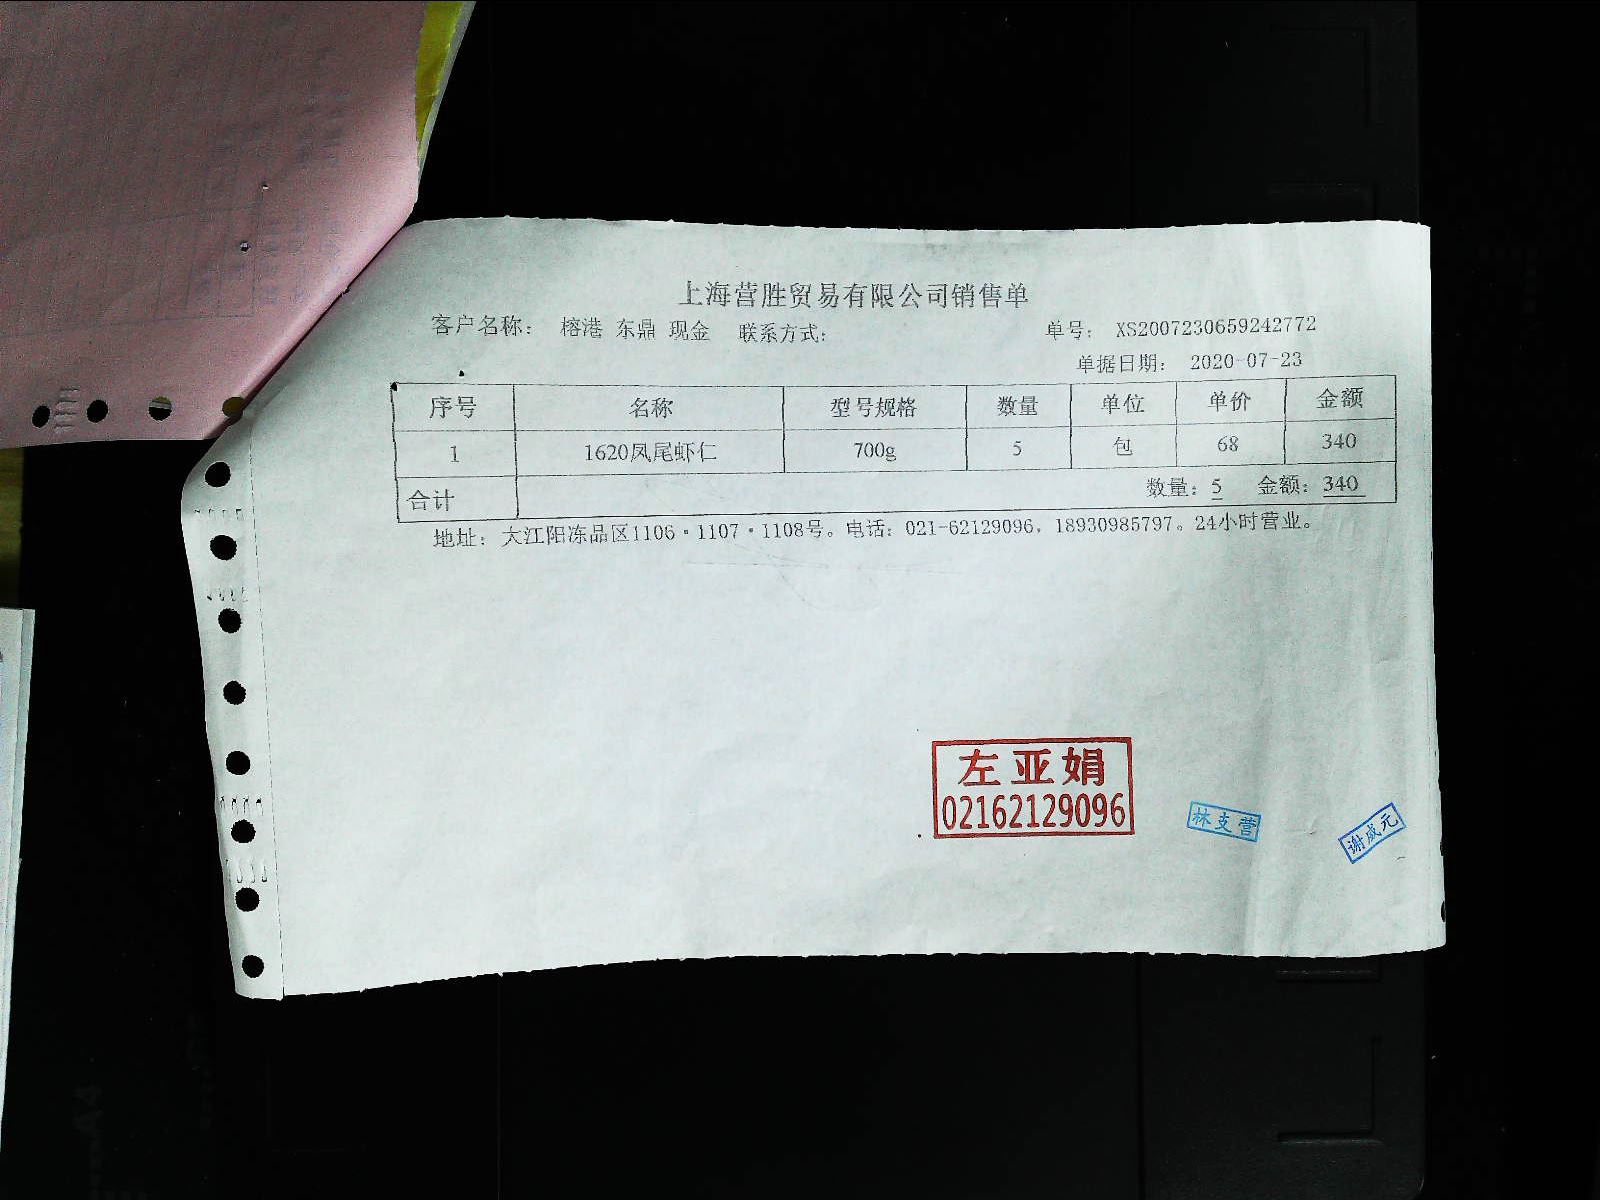 上海营胜贸易有限公司销售单
客户名称： 榕港 东鼎 现金 联系方式： 单号： XS2007230659242772
单据日期： 2020-07-23
序号 名称 型号规格 数量 单位 单价 金额
1 1620凤尾虾仁 700g 5 包 68 340
合计 数量：5 金额：340
地址：大江阳冻品区1106·1107·1108号。电话：021-62129096，18930985797。24小时营业。
左亚娟
02162129096
林支营
谢成元